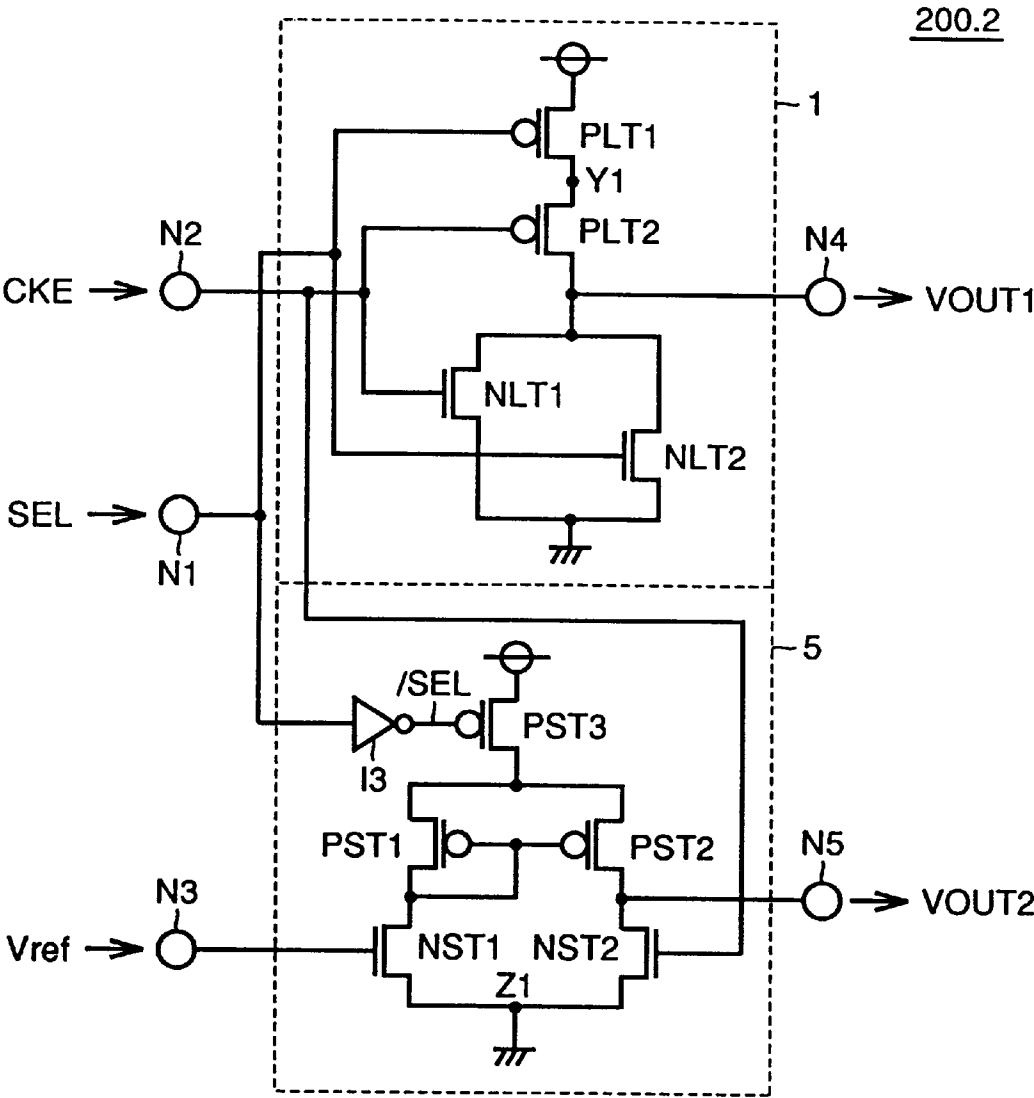 200.2
1
PLT1
Y1
PLT2
N2
CKE
N4
VOUT1
NLT1
NLT2
SEL
N1
5
/SEL
PST3
I3
PST1
PST2
N5
VOUT2
N3
Vref
NST1
NST2
Z1